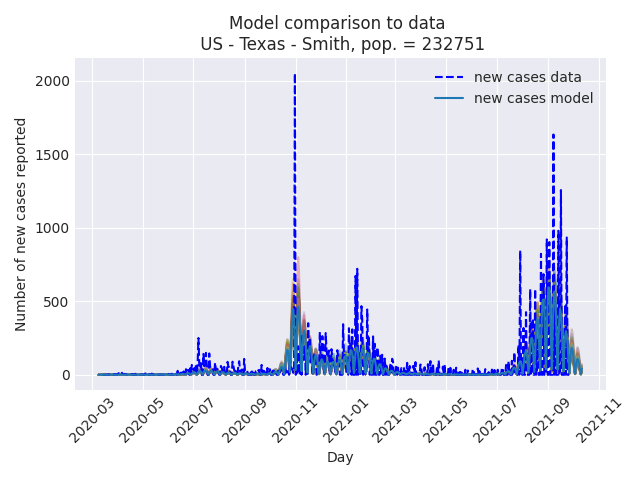 Model comparison to data
US - Texas - Smith, pop. = 232751
new cases data
new cases model
Number of new cases reported
2000
1500
1000
500
0
2020-03
2020-05
2020-07
2020-09
2020-11
2021-01
2021-03
2021-05
2021-07
2021-09
2021-11
Day